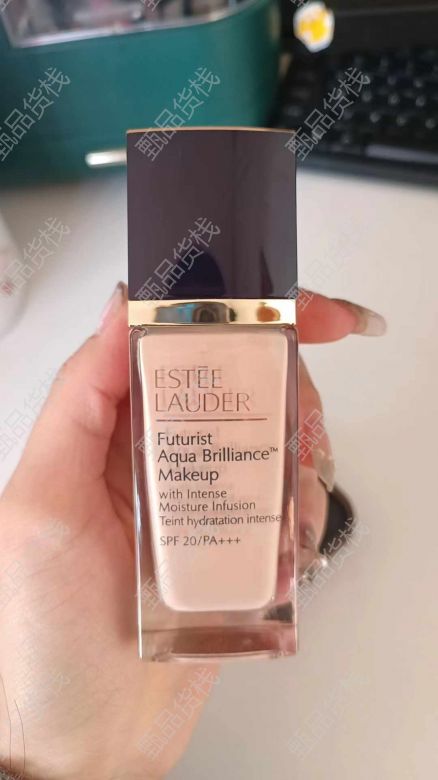 ESTĒE
LAUDER
Futurist
Aqua Brilliance™
Makeup
with Intense
Moisture Infusion
Teint hydratation intense
SPF 20/PA+++
甄品货栈